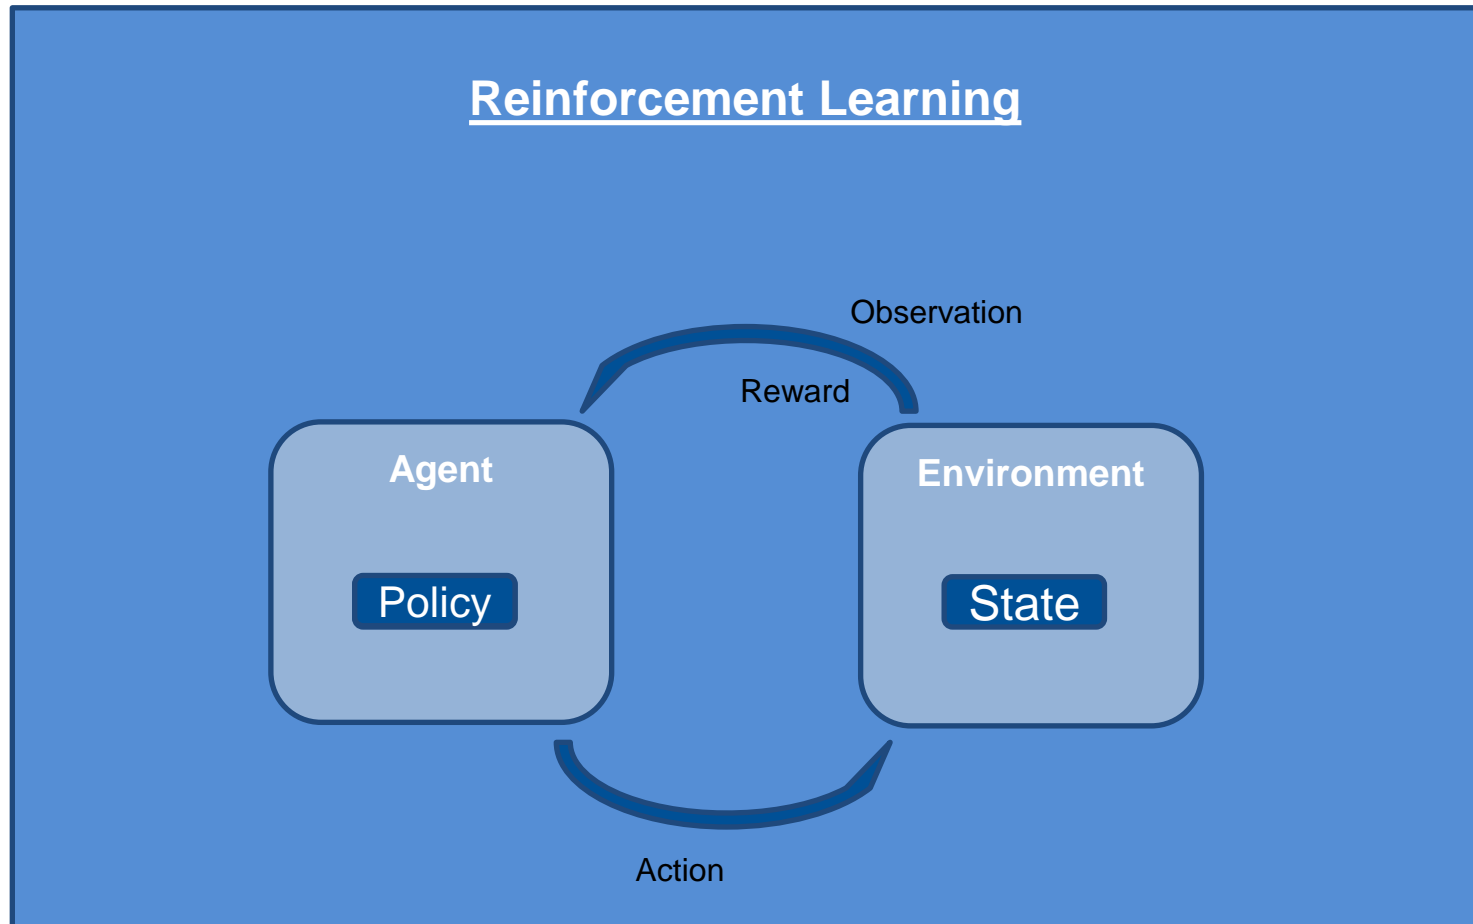 Reinforcement Learning
Observation
Reward
Agent
Environment
Policy
State
Action